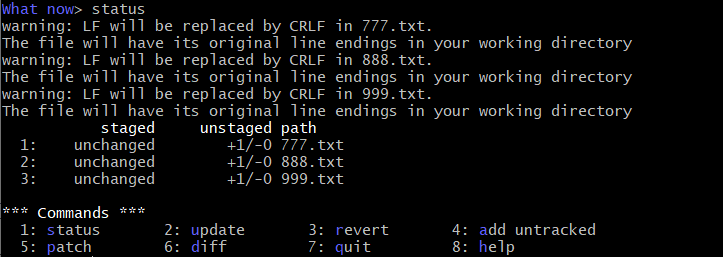 What now> status
warning: LF will be replaced by CRLF in 777.txt.
The file will have its original line endings in your working directory
warning: LF will be replaced by CRLF in 888.txt.
The file will have its original line endings in your working directory
warning: LF will be replaced by CRLF in 999.txt.
The file will have its original line endings in your working directory
           staged     unstaged path
  1:    unchanged        +1/-0 777.txt
  2:    unchanged        +1/-0 888.txt
  3:    unchanged        +1/-0 999.txt
*** Commands ***
  1: status       2: update       3: revert       4: add untracked
  5: patch        6: diff         7: quit         8: help